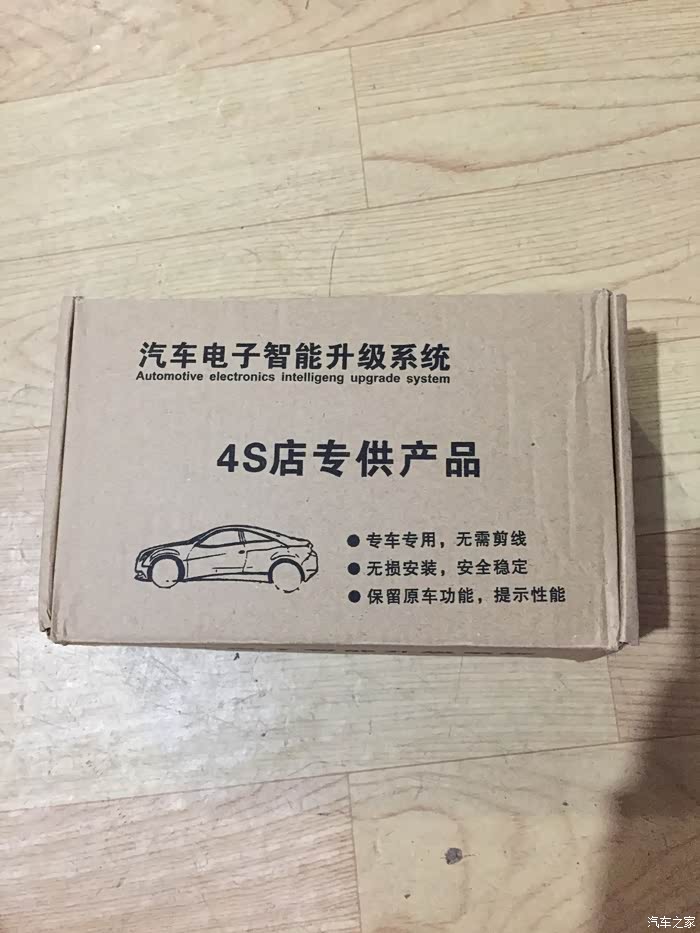 汽车电子智能升级系统
Automotive electronics intelligeng upgrade system
4S店专供产品
● 专车专用，无需剪线
● 无损安装，安全稳定
● 保留原车功能，提示性能
汽车之家